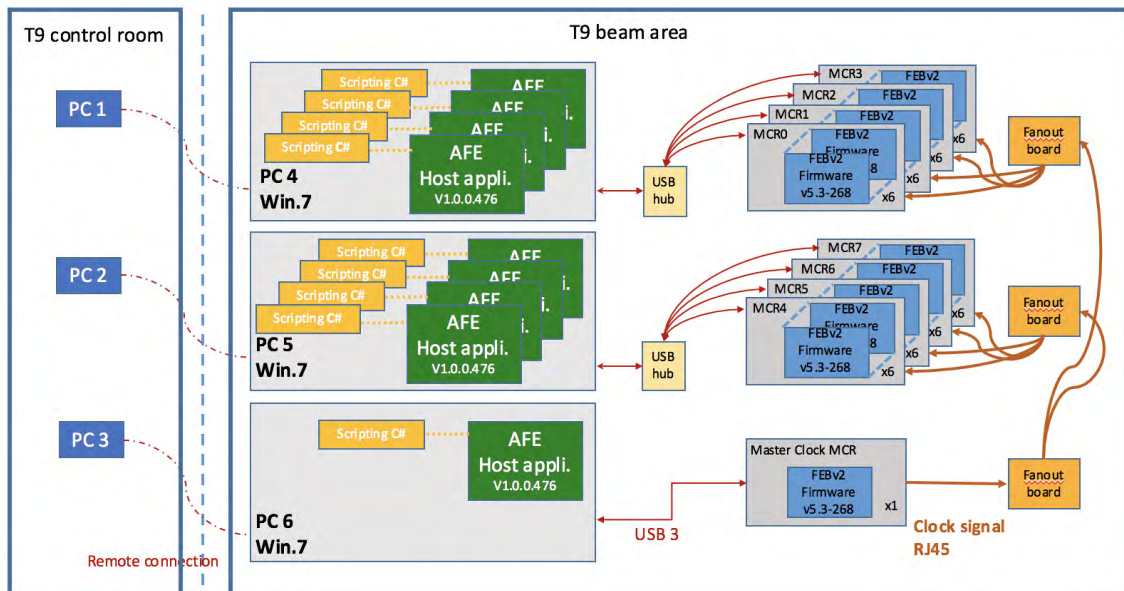 T9 control room
T9 beam area
PC 1
PC 2
PC 3
Remote connection
Scripting C#
Scripting C#
Scripting C#
Scripting C#
AFE
i.
i.
AFE
Host appli.
V1.0.0.476
PC 4
Win.7
USB
hub
MCR3
FEBv2
MCR2
FEBv2
MCR1
FEBv2
MCR0
FEBv2
Firmware
8
FEBv2
Firmware
v5.3-268
x6
x6
x6
x6
Fanout
board
Scripting C#
Scripting C#
Scripting C#
Scripting C#
AFE
i.
i.
AFE
Host appli.
V1.0.0.476
PC 5
Win.7
USB
hub
MCR7
FEBv2
MCR6
FEBv2
MCR5
FEBv2
MCR4
FEBv2
Firmware
8
FEBv2
Firmware
v5.3-268
x6
x6
x6
x6
Fanout
board
Scripting C#
AFE
Host appli.
V1.0.0.476
PC 6
Win.7
USB 3
Master Clock MCR
FEBv2
Firmware
v5.3-268
x1
Fanout
board
Clock signal
RJ45